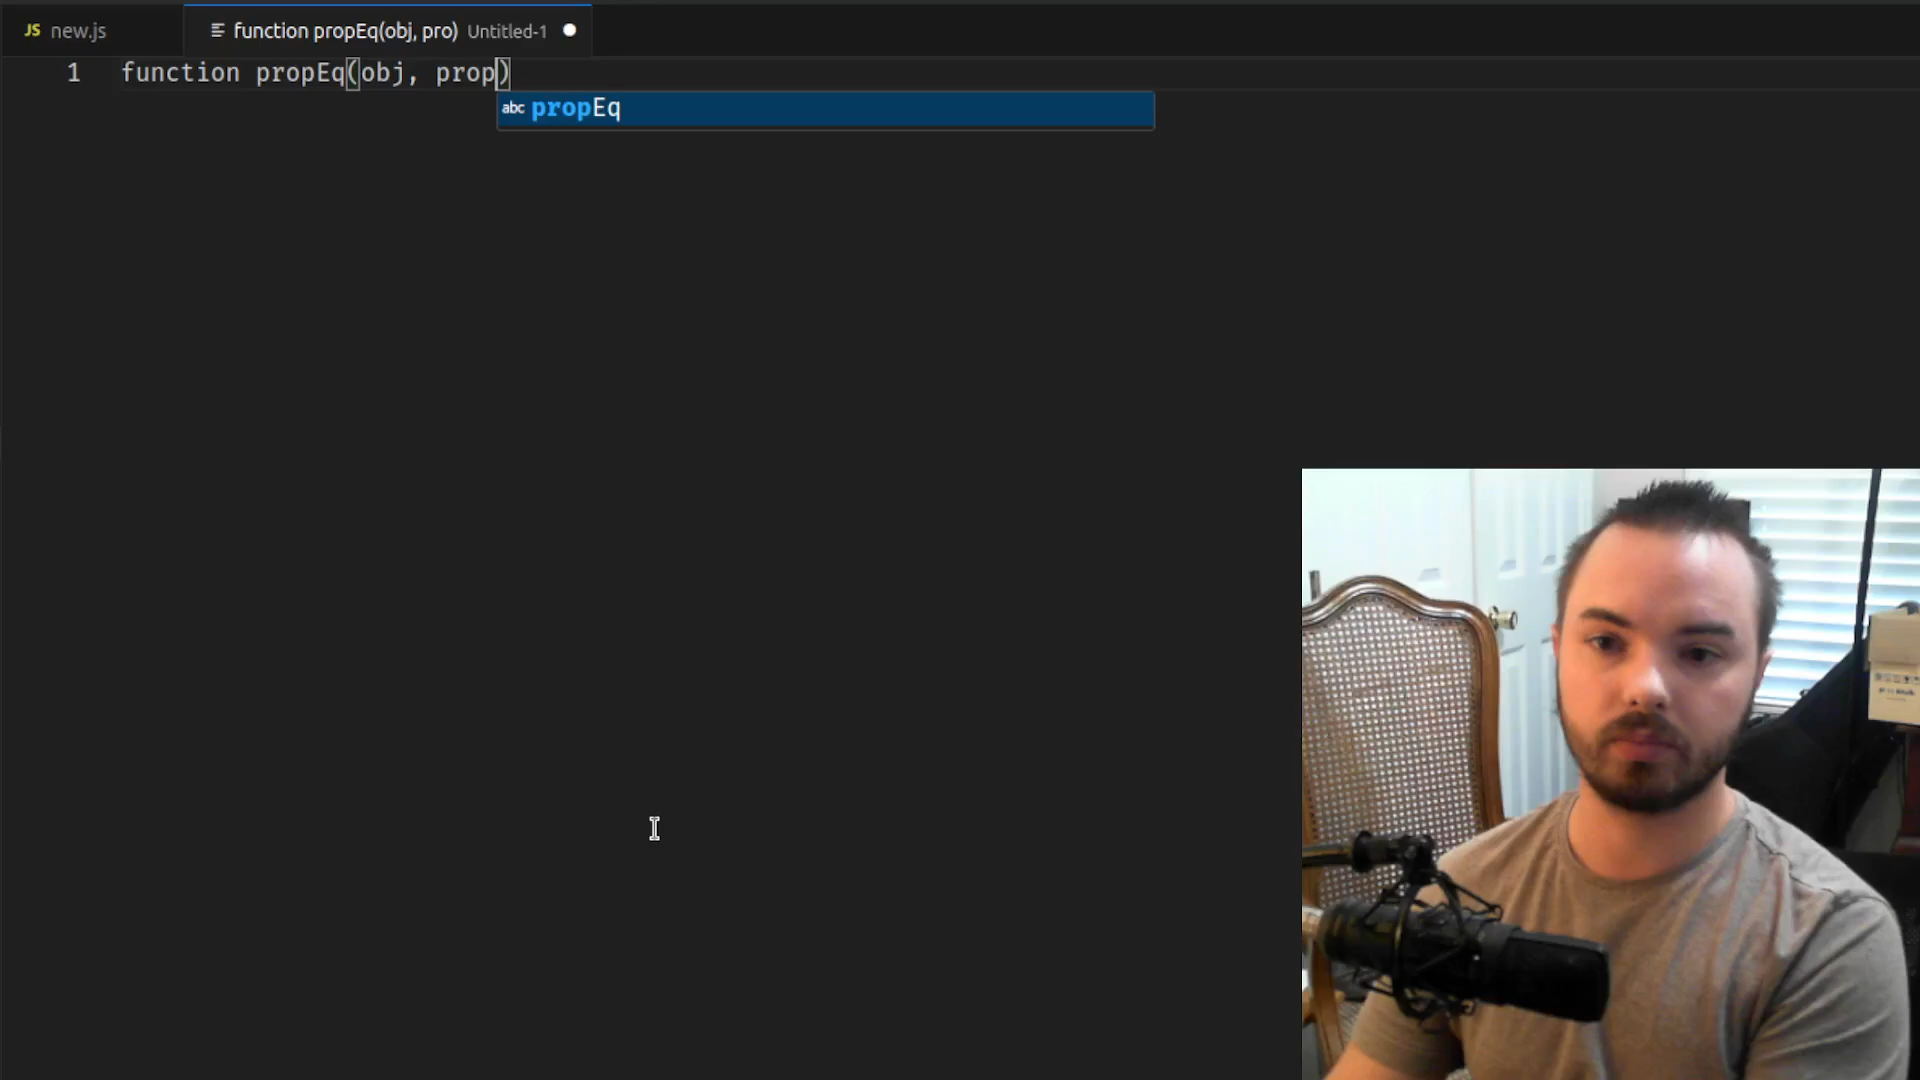 JS new.js function propEq(obj, pro) Untitled-1
1 function propEq(obj, prop)
abc propEq